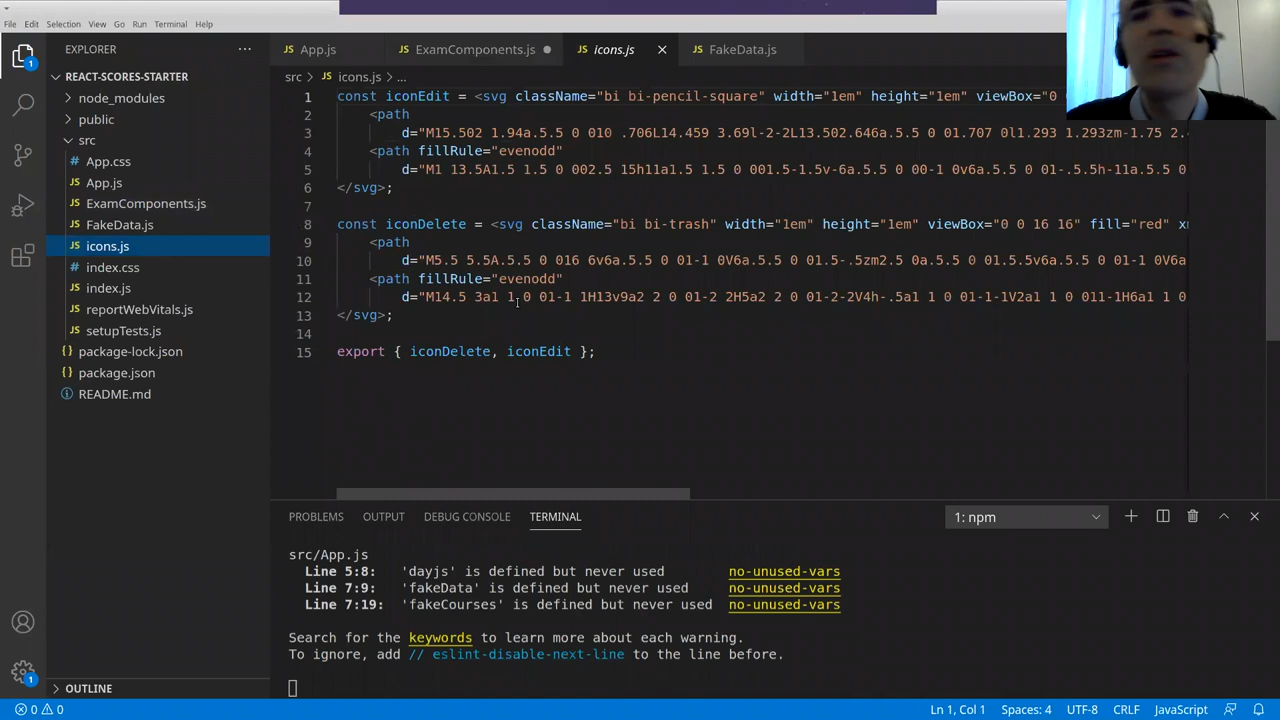 File Edit Selection View Go Run Terminal Help
EXPLORER
App.js ExamComponents.js icons.js FakeData.js
REACT-SCORES-STARTER
src > icons.js > ...
node_modules
public
src
App.css
App.js
ExamComponents.js
FakeData.js
icons.js
index.css
index.js
reportWebVitals.js
setupTests.js
package-lock.json
package.json
README.md
OUTLINE
1 const iconEdit = <svg className="bi bi-pencil-square" width="1em" height="1em" viewBox="0
2 <path
3 d="M15.502 1.94a.5.5 0 010 .706L14.459 3.69l-2-2L13.502.646a.5.5 0 01.707 0l1.293 1.293zm-1.75 2.
4 <path fillRule="evenodd"
5 d="M1 13.5A1.5 1.5 0 002.5 15h11a1.5 1.5 0 001.5-1.5v-6a.5.5 0 00-1 0v6a.5.5 0 01-.5.5h-11a.5.5 0
6 </svg>;
7
8 const iconDelete = <svg className="bi bi-trash" width="1em" height="1em" viewBox="0 0 16 16" fill="red" xm
9 <path
10 d="M5.5 5.5A.5.5 0 016 6v6a.5.5 0 01-1 0V6a.5.5 0 01.5-.5zm2.5 0a.5.5 0 01.5.5v6a.5.5 0 01-1 0V6a
11 <path fillRule="evenodd"
12 d="M14.5 3a1 1 0 01-1 1H13v9a2 2 0 01-2 2H5a2 2 0 01-2-2V4h-.5a1 1 0 01-1-1V2a1 1 0 011-1H6a1 1 0
13 </svg>;
14
15 export { iconDelete, iconEdit };
PROBLEMS OUTPUT DEBUG CONSOLE TERMINAL 1: npm
src/App.js
Line 5:8: 'dayjs' is defined but never used no-unused-vars
Line 7:9: 'fakeData' is defined but never used no-unused-vars
Line 7:19: 'fakeCourses' is defined but never used no-unused-vars
Search for the keywords to learn more about each warning.
To ignore, add // eslint-disable-next-line to the line before.
0 0 Ln 1, Col 1 Spaces: 4 UTF-8 CRLF JavaScript